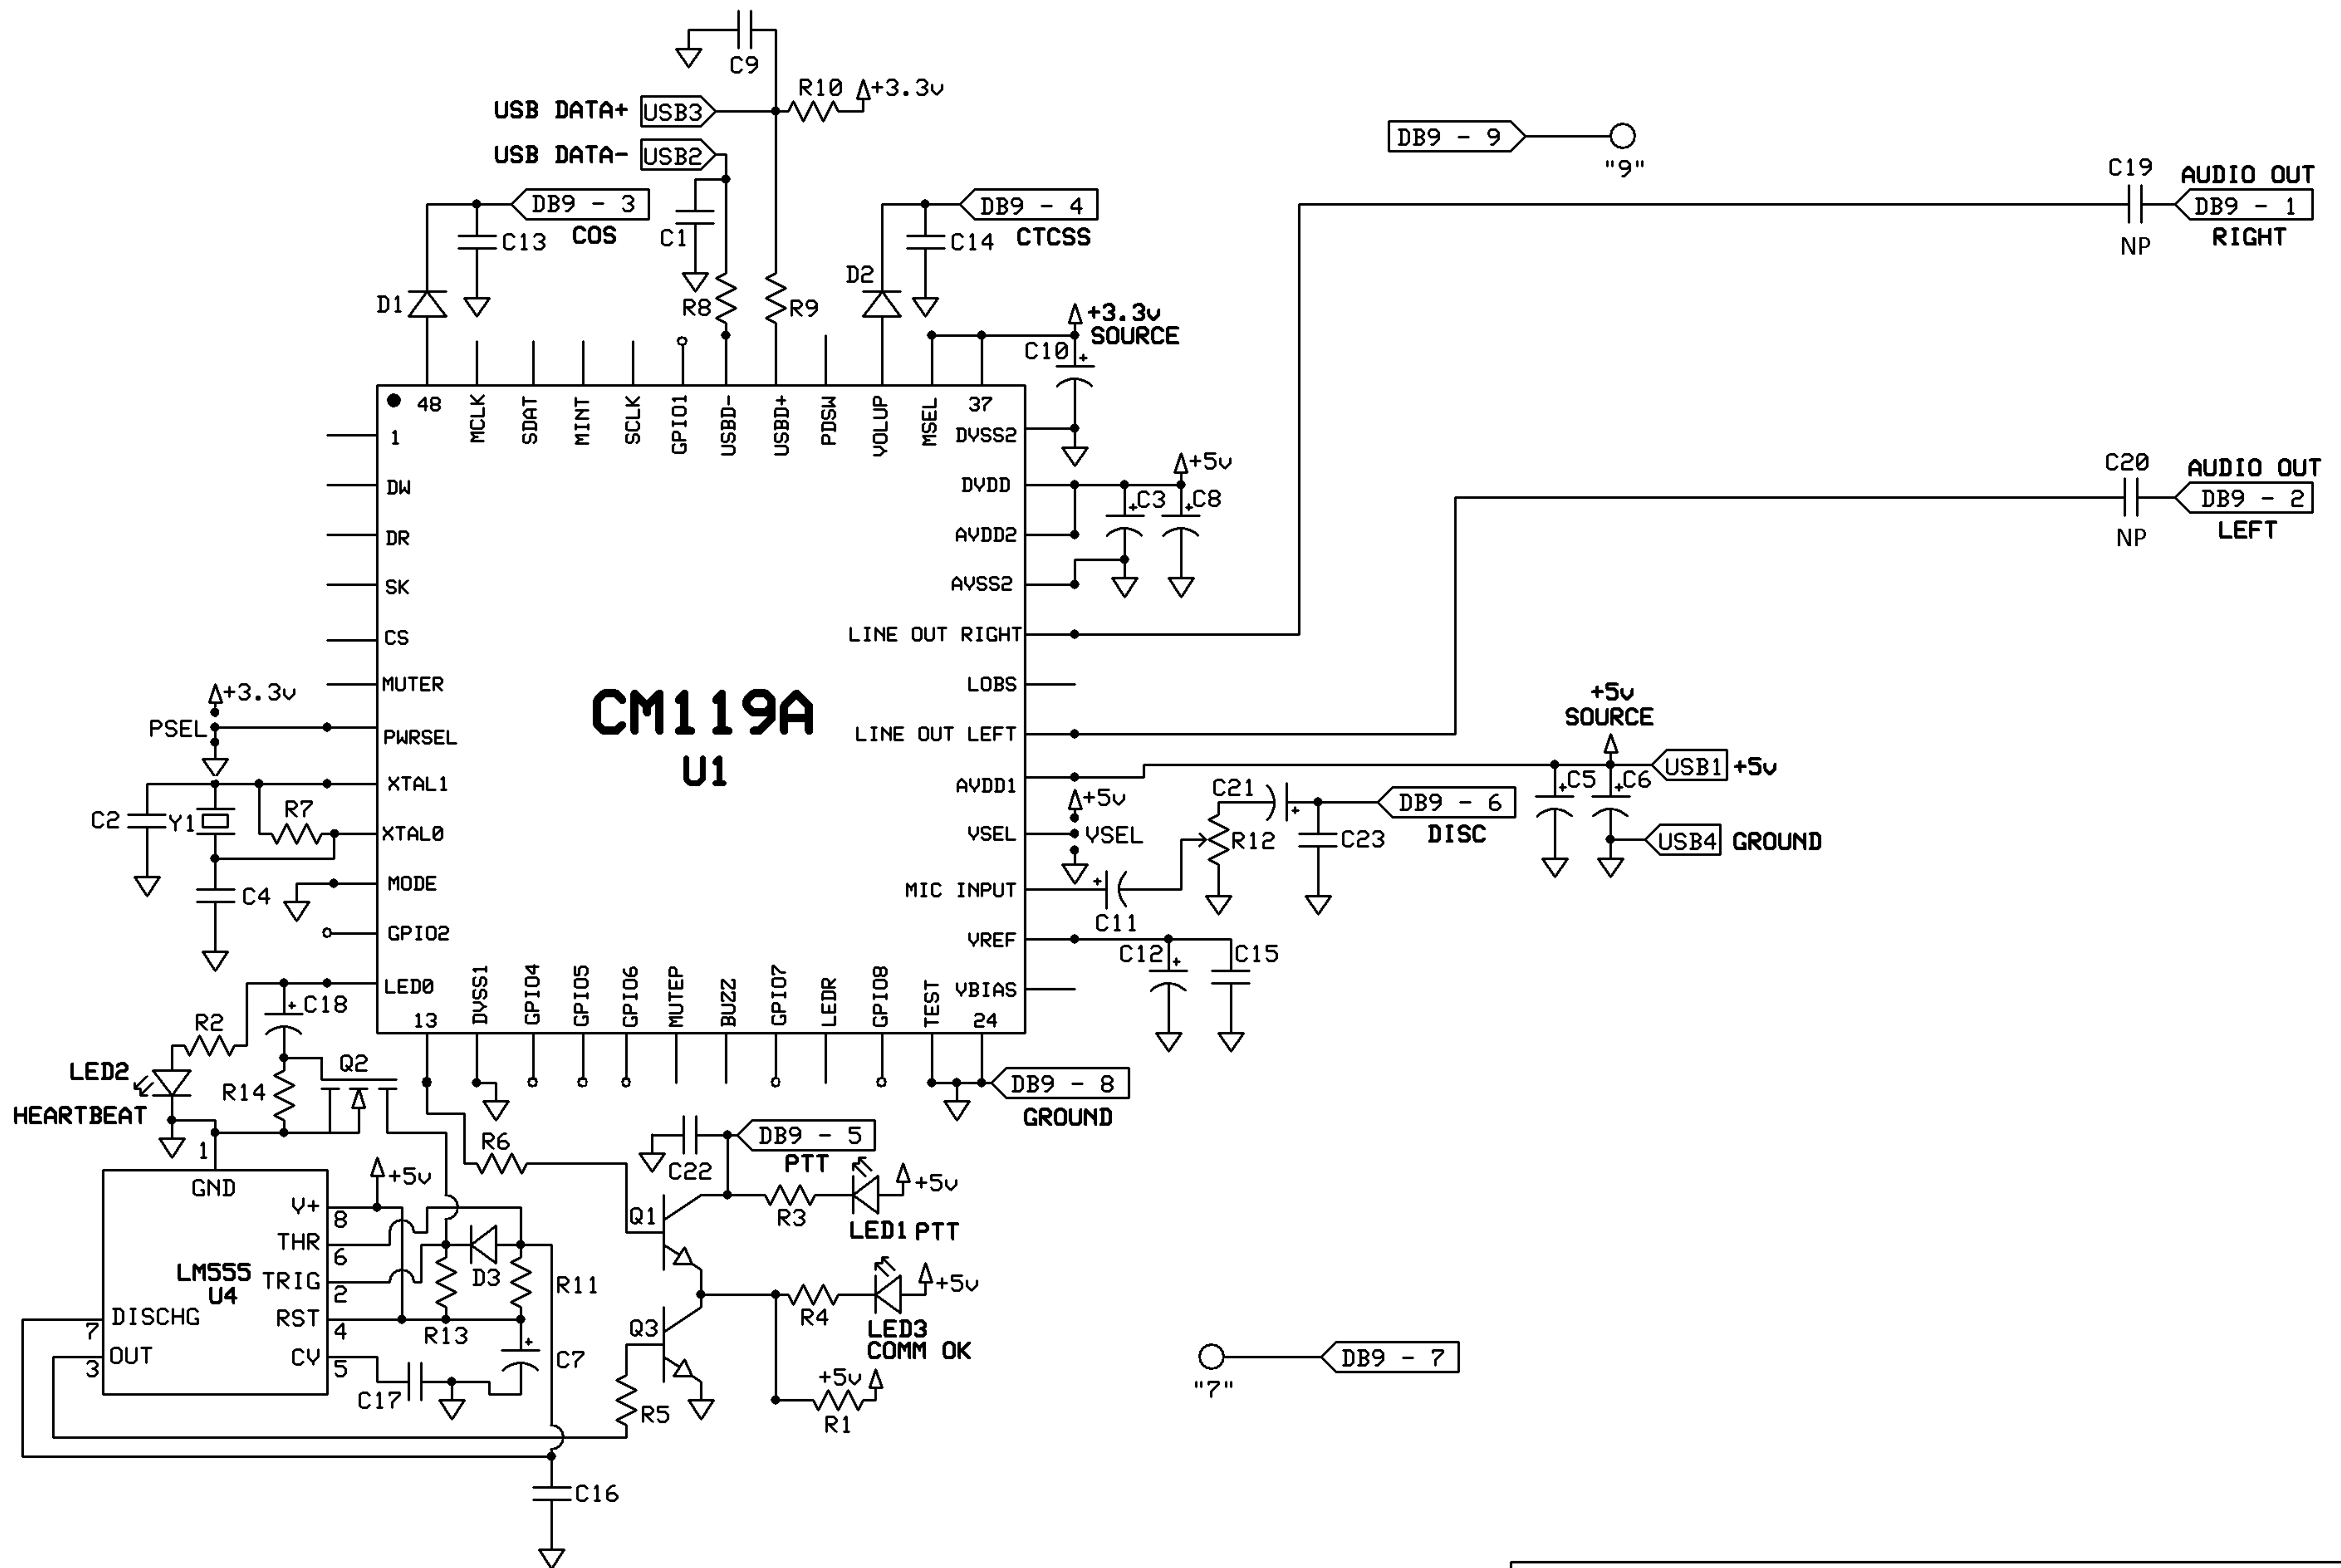 C9
R10
+3.3v
USB DATA+ USB3
USB DATA- USB2
DB9 - 9
"9"
C19
AUDIO OUT
DB9 - 1
RIGHT
NP
DB9 - 3
COS
C13
C1
DB9 - 4
CTCSS
C14
D1
R8
R9
D2
+3.3v
SOURCE
C10
48
MCLK
SDAT
MINT
SCLK
GPIO1
USBD-
USBD+
PDSW
VOLUP
MSEL
37
1
DW
DR
SK
CS
MUTER
PWRSEL
XTAL1
XTAL0
MODE
GPIO2
LED0
DVSS2
DVDD
AVDD2
AVSS2
LINE OUT RIGHT
LOBS
LINE OUT LEFT
AVDD1
VSEL
MIC INPUT
VREF
VBIAS
CM119A
U1
+5v
C3
C8
C20
AUDIO OUT
DB9 - 2
LEFT
NP
+3.3v
PSEL
C2
Y1
R7
C4
+5v
SOURCE
USB1 +5v
C5
C6
USB4 GROUND
+5v
VSEL
C21
R12
DB9 - 6
DISC
C23
C11
C12
C15
13
DVSS1
GPIO4
GPIO5
GPIO6
MUTEP
BUZZ
GPIO7
LEDR
GPIO8
TEST
24
C18
R2
LED2
HEARTBEAT
R14
Q2
DB9 - 8
GROUND
R6
C22
DB9 - 5
PTT
+5v
R3
LED1 PTT
Q1
1
GND
+5v
V+
8
THR
6
TRIG
2
RST
4
CV
5
LM555
U4
DISCHG
7
OUT
3
D3
R11
R13
C7
C17
Q3
R4
+5v
LED3
COMM OK
+5v
R1
R5
C16
"7"
DB9 - 7